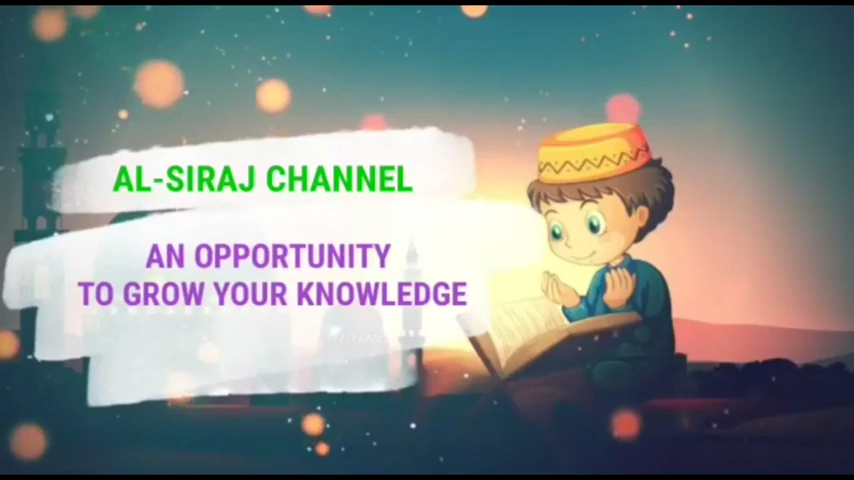 AL-SIRAJ CHANNEL
AN OPPORTUNITY
TO GROW YOUR KNOWLEDGE